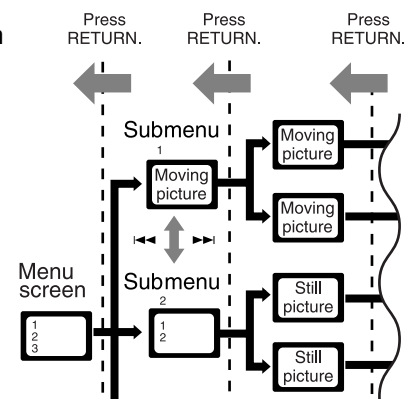 n
Press
RETURN.
Press
RETURN.
Press
RETURN.
Submenu
1
Moving
picture
Moving
picture
Moving
picture
Menu
screen
1
2
3
Submenu
2
1
2
Still
picture
Still
picture